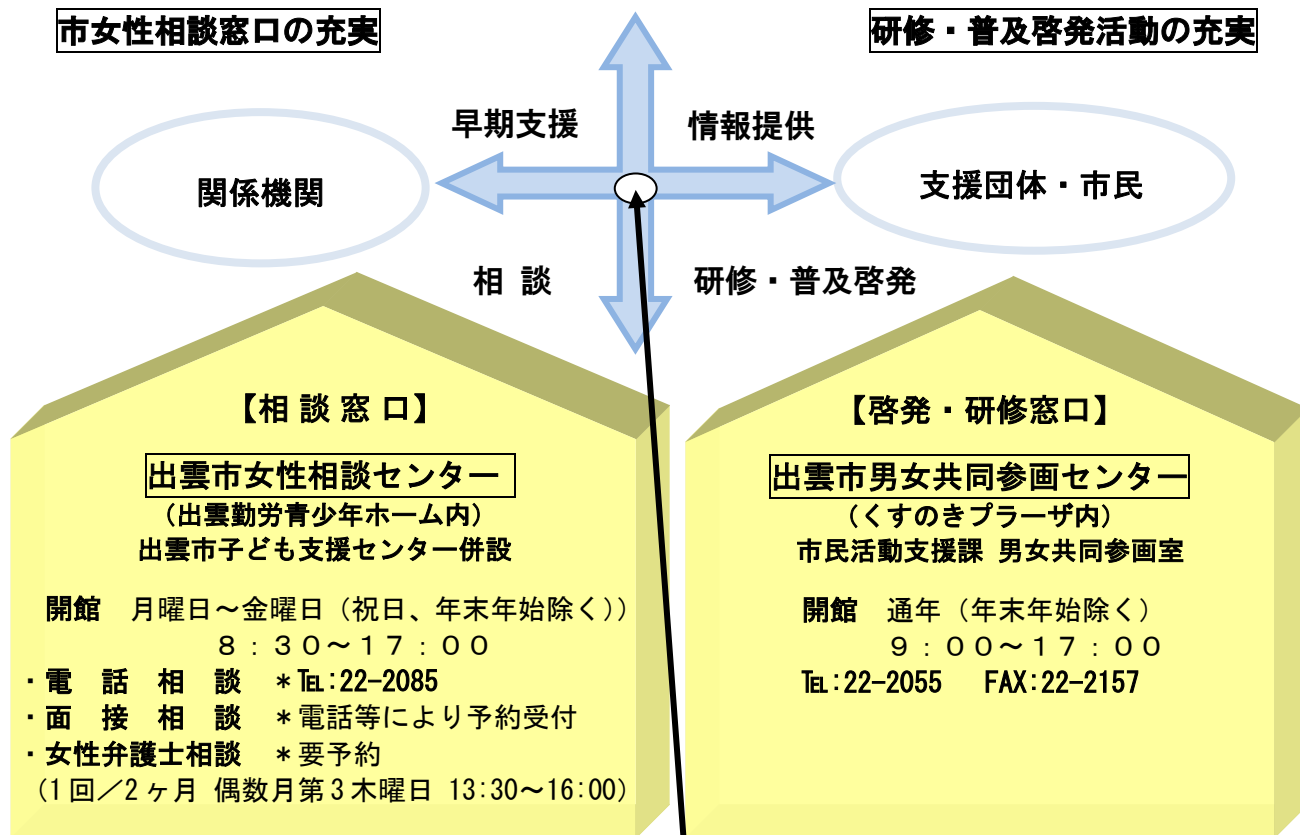 市女性相談窓口の充実
研修・普及啓発活動の充実
早期支援
情報提供
関係機関
支援団体・市民
相 談
研修・普及啓発
【相 談 窓 口】
出雲市女性相談センター
(出雲勤労青少年ホーム内)
出雲市子ども支援センター併設
開館 月曜日～金曜日(祝日、年末年始除く))
8:30～17:00
・電 話 相 談 *℡:22-2085
・面 接 相 談 *電話等により予約受付
・女性弁護士相談 *要予約
(1回／2ヶ月 偶数月第3木曜日 13:30～16:00)
【啓発・研修窓口】
出雲市男女共同参画センター
(くすのきプラーザ内)
市民活動支援課 男女共同参画室
開館 通年(年末年始除く)
9:00～17:00
℡:22-2055 FAX:22-2157